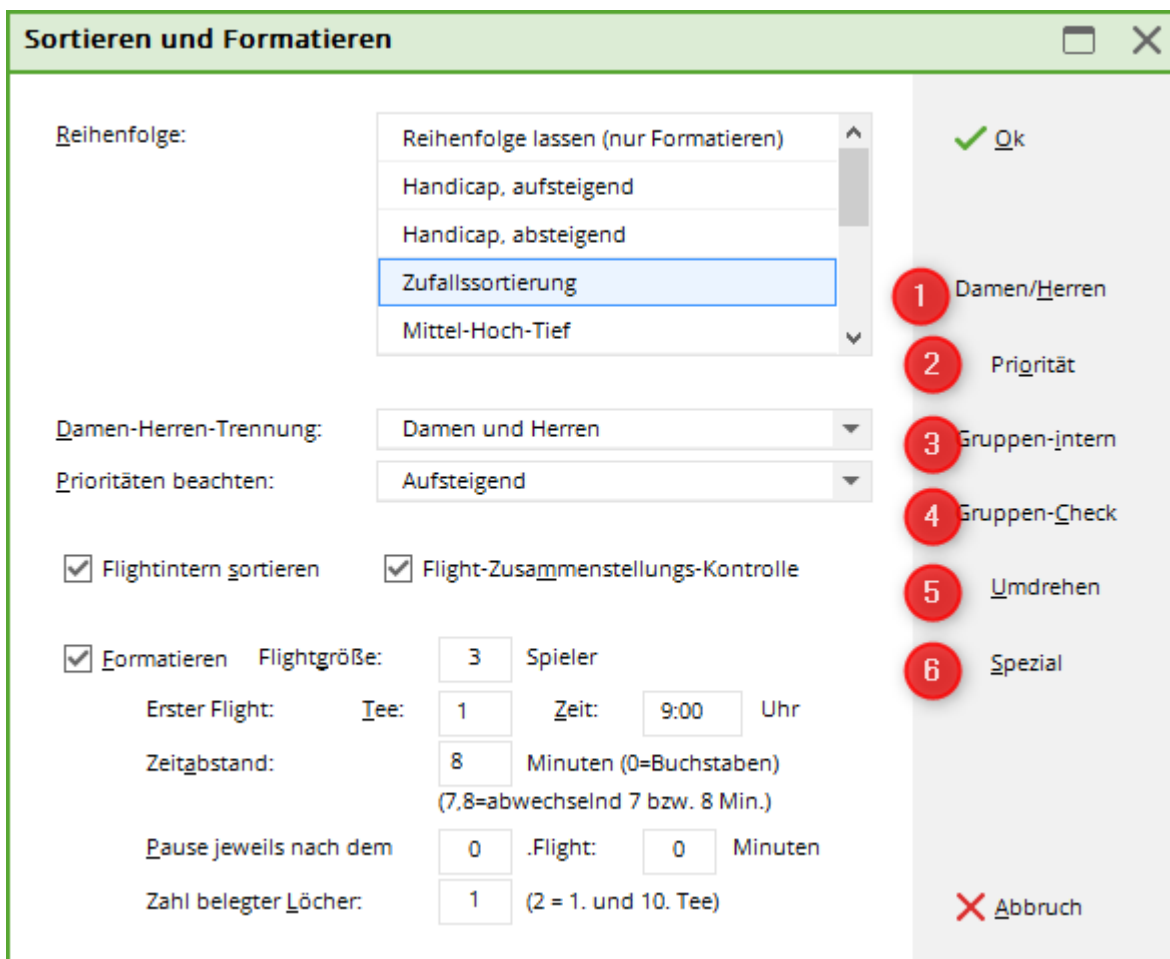 Sortieren und Formatieren
Reihenfolge:
Reihenfolge lassen (nur Formatieren)
Handicap, aufsteigend
Handicap, absteigend
Zufallssortierung
Mittel-Hoch-Tief
Damen-Herren-Trennung: Damen und Herren
Prioritäten beachten: Aufsteigend
Flightintern sortieren Flight-Zusammenstellungs-Kontrolle
Formatieren Flightgröße: 3 Spieler
Erster Flight: Tee: 1 Zeit: 9:00 Uhr
Zeitabstand: 8 Minuten (0=Buchstaben)
(7,8=abwechselnd 7 bzw. 8 Min.)
Pause jeweils nach dem 0 .Flight: 0 Minuten
Zahl belegter Löcher: 1 (2 = 1. und 10. Tee)
Ok
1 Damen/Herren
2 Priorität
3 Gruppen-intern
4 Gruppen-Check
5 Umdrehen
6 Spezial
Abbruch